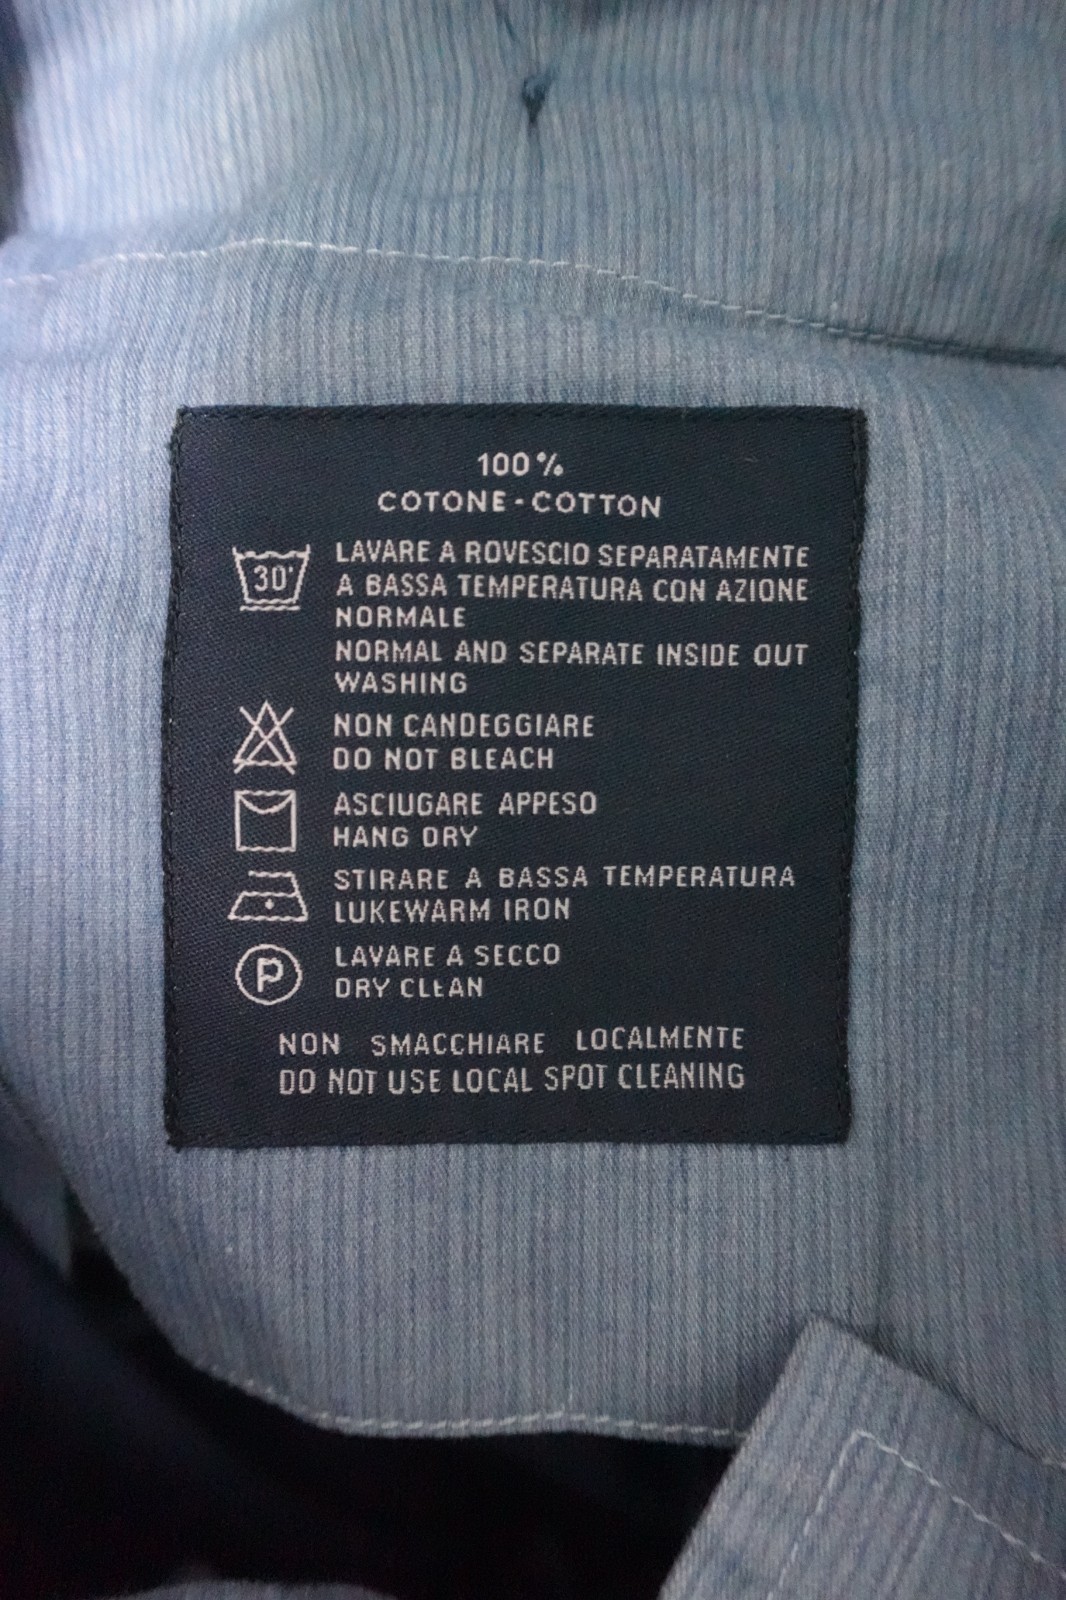 100%
COTONE-COTTON
30°
LAVARE A ROVESCIO SEPARATAMENTE
A BASSA TEMPERATURA CON AZIONE
NORMALE
NORMAL AND SEPARATE INSIDE OUT
WASHING
NON CANDEGGIARE
DO NOT BLEACH
ASCIUGARE APPESO
HANG DRY
STIRARE A BASSA TEMPERATURA
LUKEWARM IRON
P
LAVARE A SECCO
DRY CLEAN
NON SMACCHIARE LOCALMENTE
DO NOT USE LOCAL SPOT CLEANING